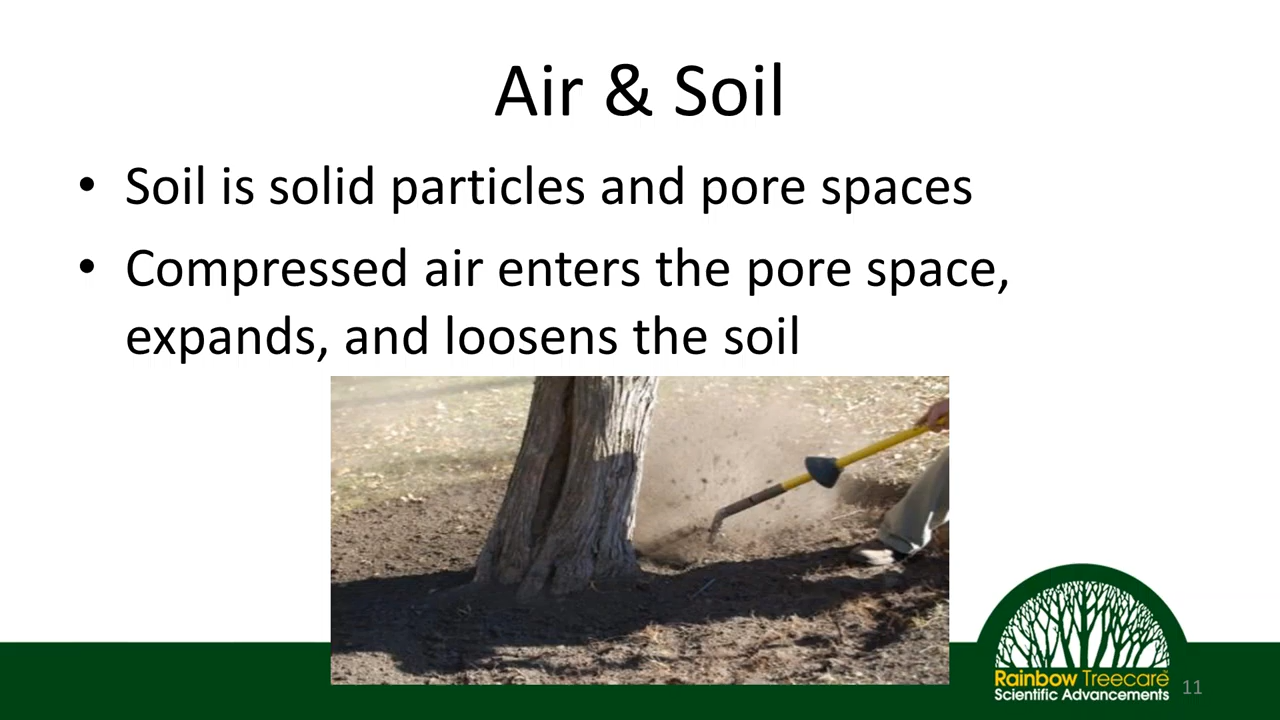 Air & Soil
• Soil is solid particles and pore spaces
• Compressed air enters the pore space,
expands, and loosens the soil
Rainbow Treecare
Scientific Advancements
11